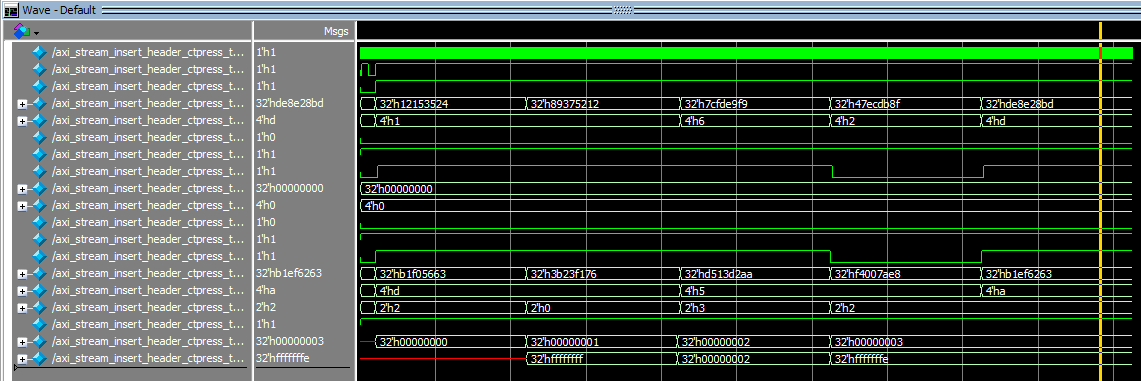 Wave - Default
Msgs
/axi_stream_insert_header_ctpress_t... 1'h1
/axi_stream_insert_header_ctpress_t... 1'h1
/axi_stream_insert_header_ctpress_t... 1'h1
/axi_stream_insert_header_ctpress_t... 32'hde8e28bd 32'h12153524 32'h89375212 32'h7cfde9f9 32'h47ecdb8f 32'hde8e28bd
/axi_stream_insert_header_ctpress_t... 4'hd 4'h1 4'h6 4'h2 4'hd
/axi_stream_insert_header_ctpress_t... 1'h0
/axi_stream_insert_header_ctpress_t... 1'h1
/axi_stream_insert_header_ctpress_t... 1'h1
/axi_stream_insert_header_ctpress_t... 32'h00000000 32'h00000000
/axi_stream_insert_header_ctpress_t... 4'h0 4'h0
/axi_stream_insert_header_ctpress_t... 1'h0
/axi_stream_insert_header_ctpress_t... 1'h1
/axi_stream_insert_header_ctpress_t... 1'h1
/axi_stream_insert_header_ctpress_t... 32'hb1ef6263 32'hb1f05663 32'h3b23f176 32'hd513d2aa 32'hf4007ae8 32'hb1ef6263
/axi_stream_insert_header_ctpress_t... 4'ha 4'hd 4'h5 4'ha
/axi_stream_insert_header_ctpress_t... 2'h2 2'h2 2'h0 2'h3 2'h2
/axi_stream_insert_header_ctpress_t... 1'h1
/axi_stream_insert_header_ctpress_t... 32'h00000003 32'h00000000 32'h00000001 32'h00000002 32'h00000003
/axi_stream_insert_header_ctpress_t... 32'hfffffffe 32'hffffffff 32'h00000002 32'hfffffffe